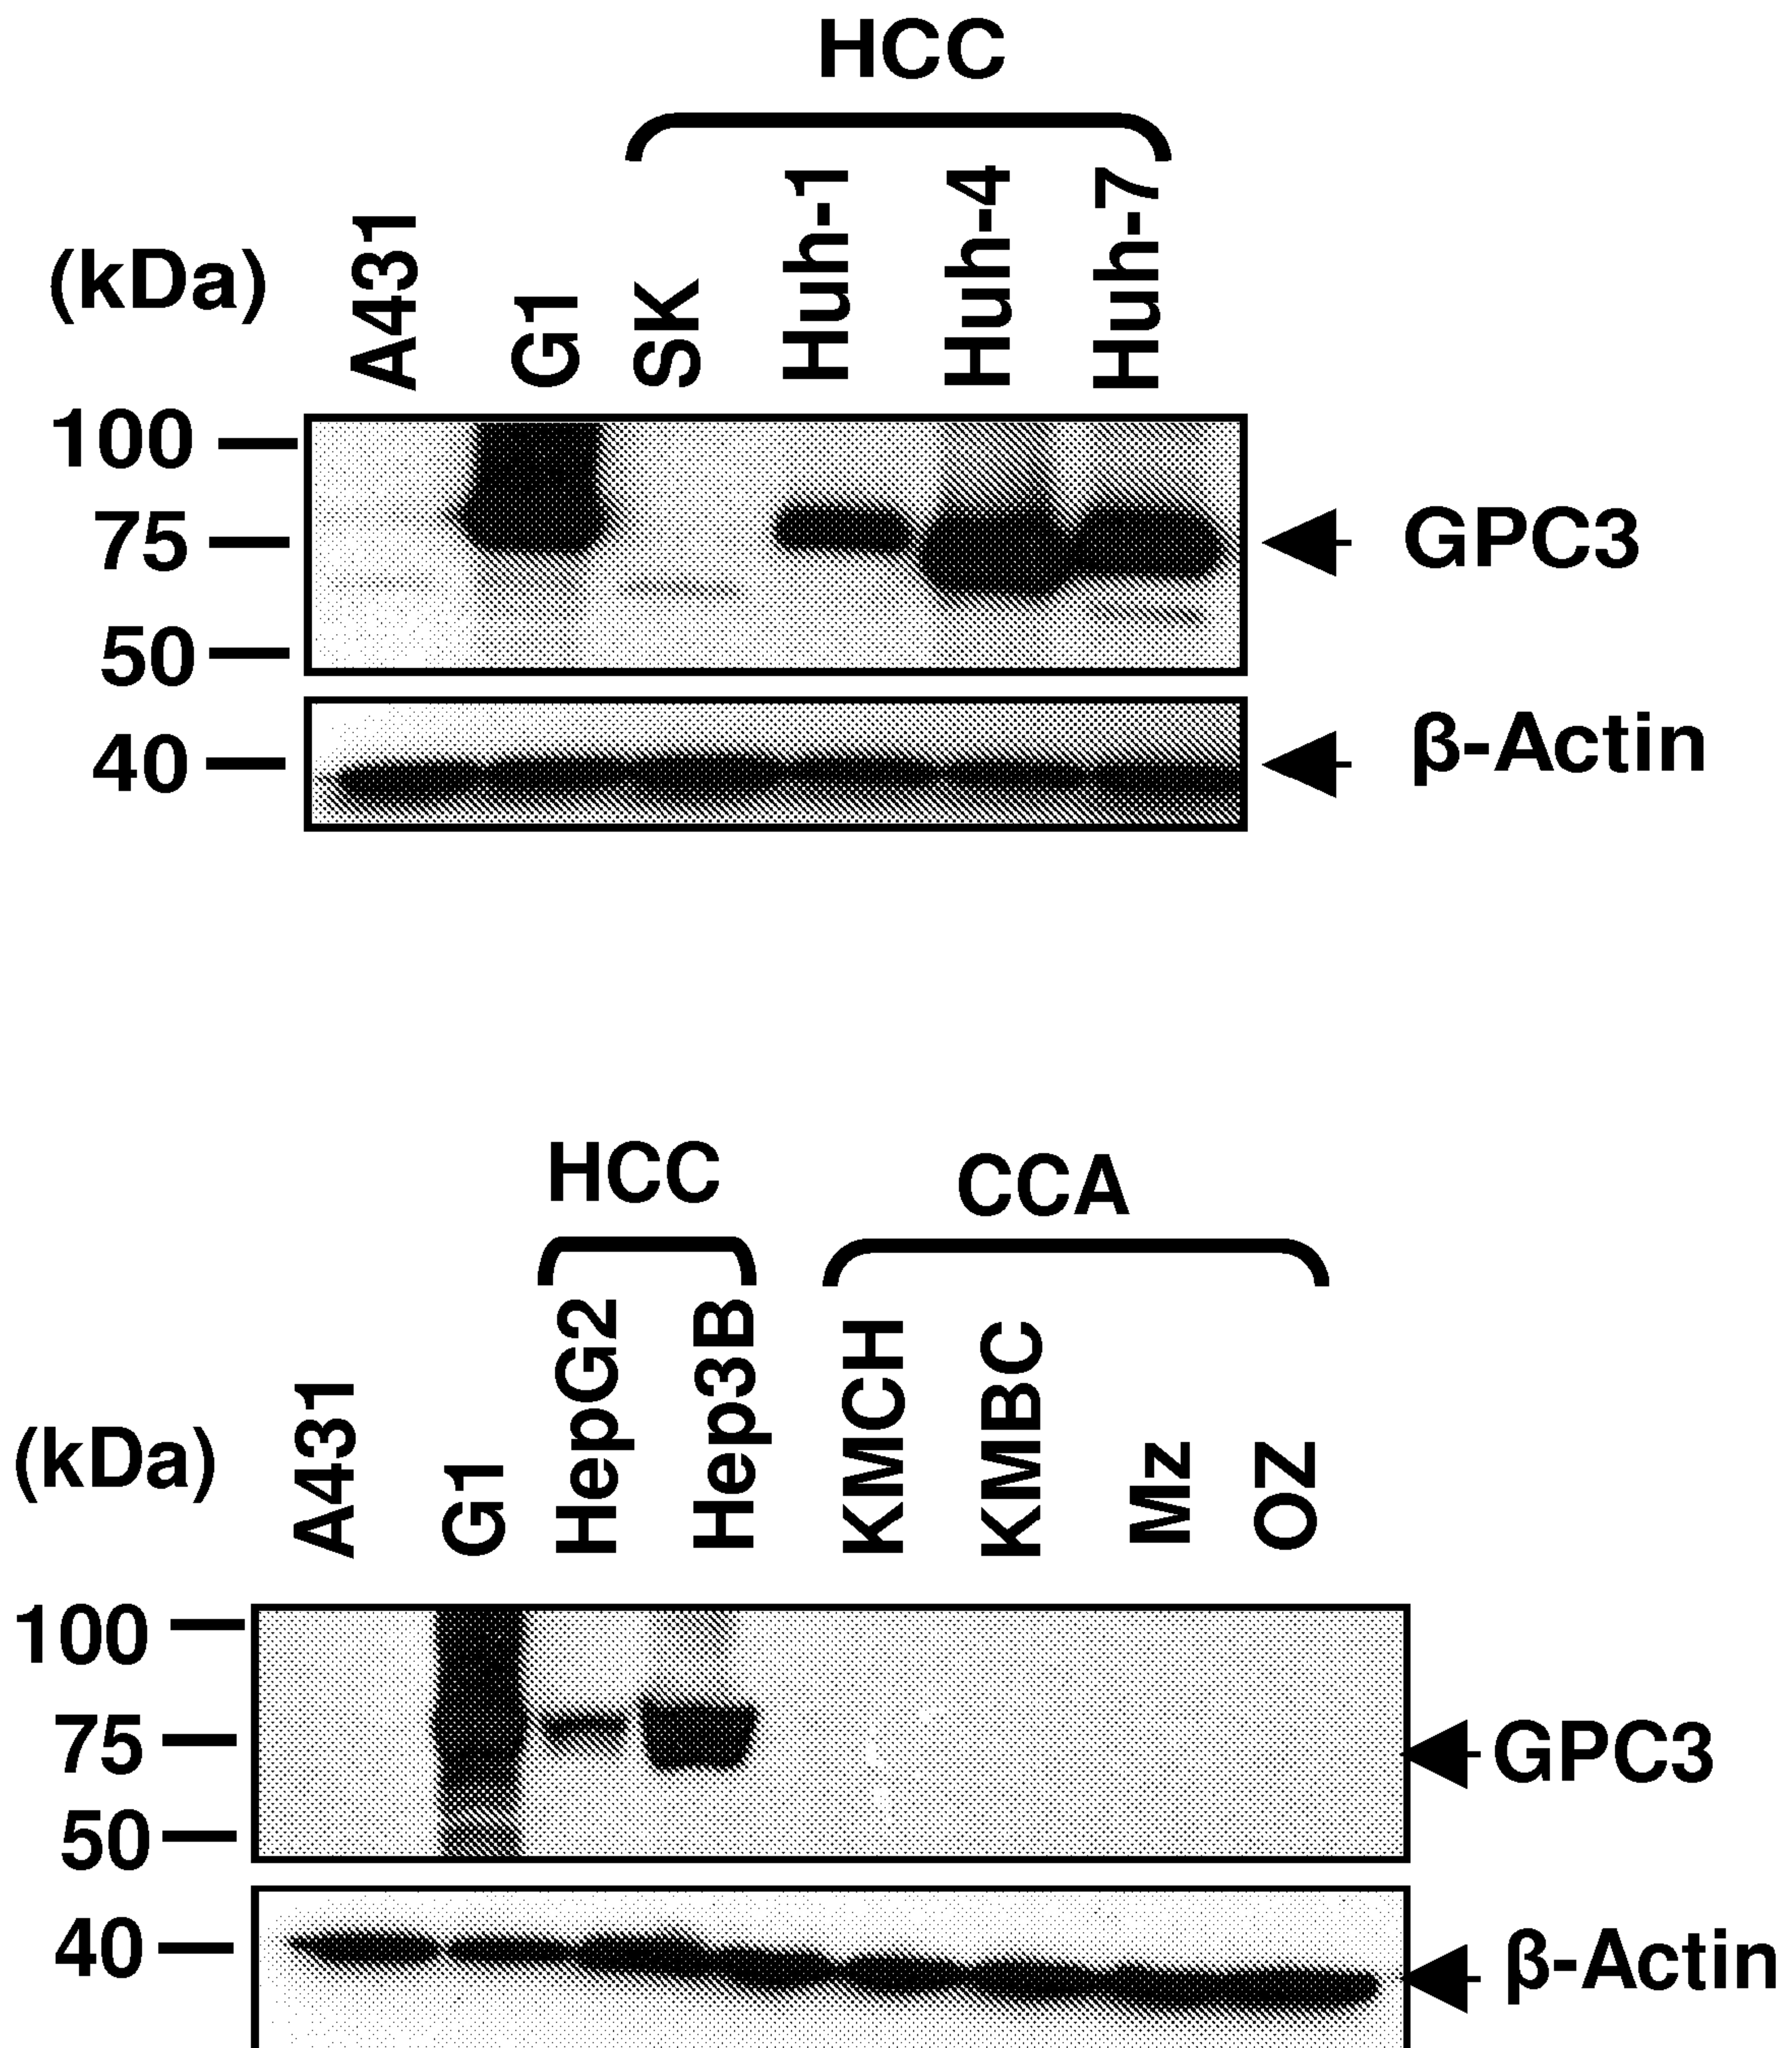 HCC
(kDa) A431 G1 SK Huh-1 Huh-4 Huh-7
100
75 GPC3
50
40 β-Actin
HCC CCA
(kDa) A431 G1 HepG2 Hep3B KMCH KMBC Mz OZ
100
75 GPC3
50
40 β-Actin